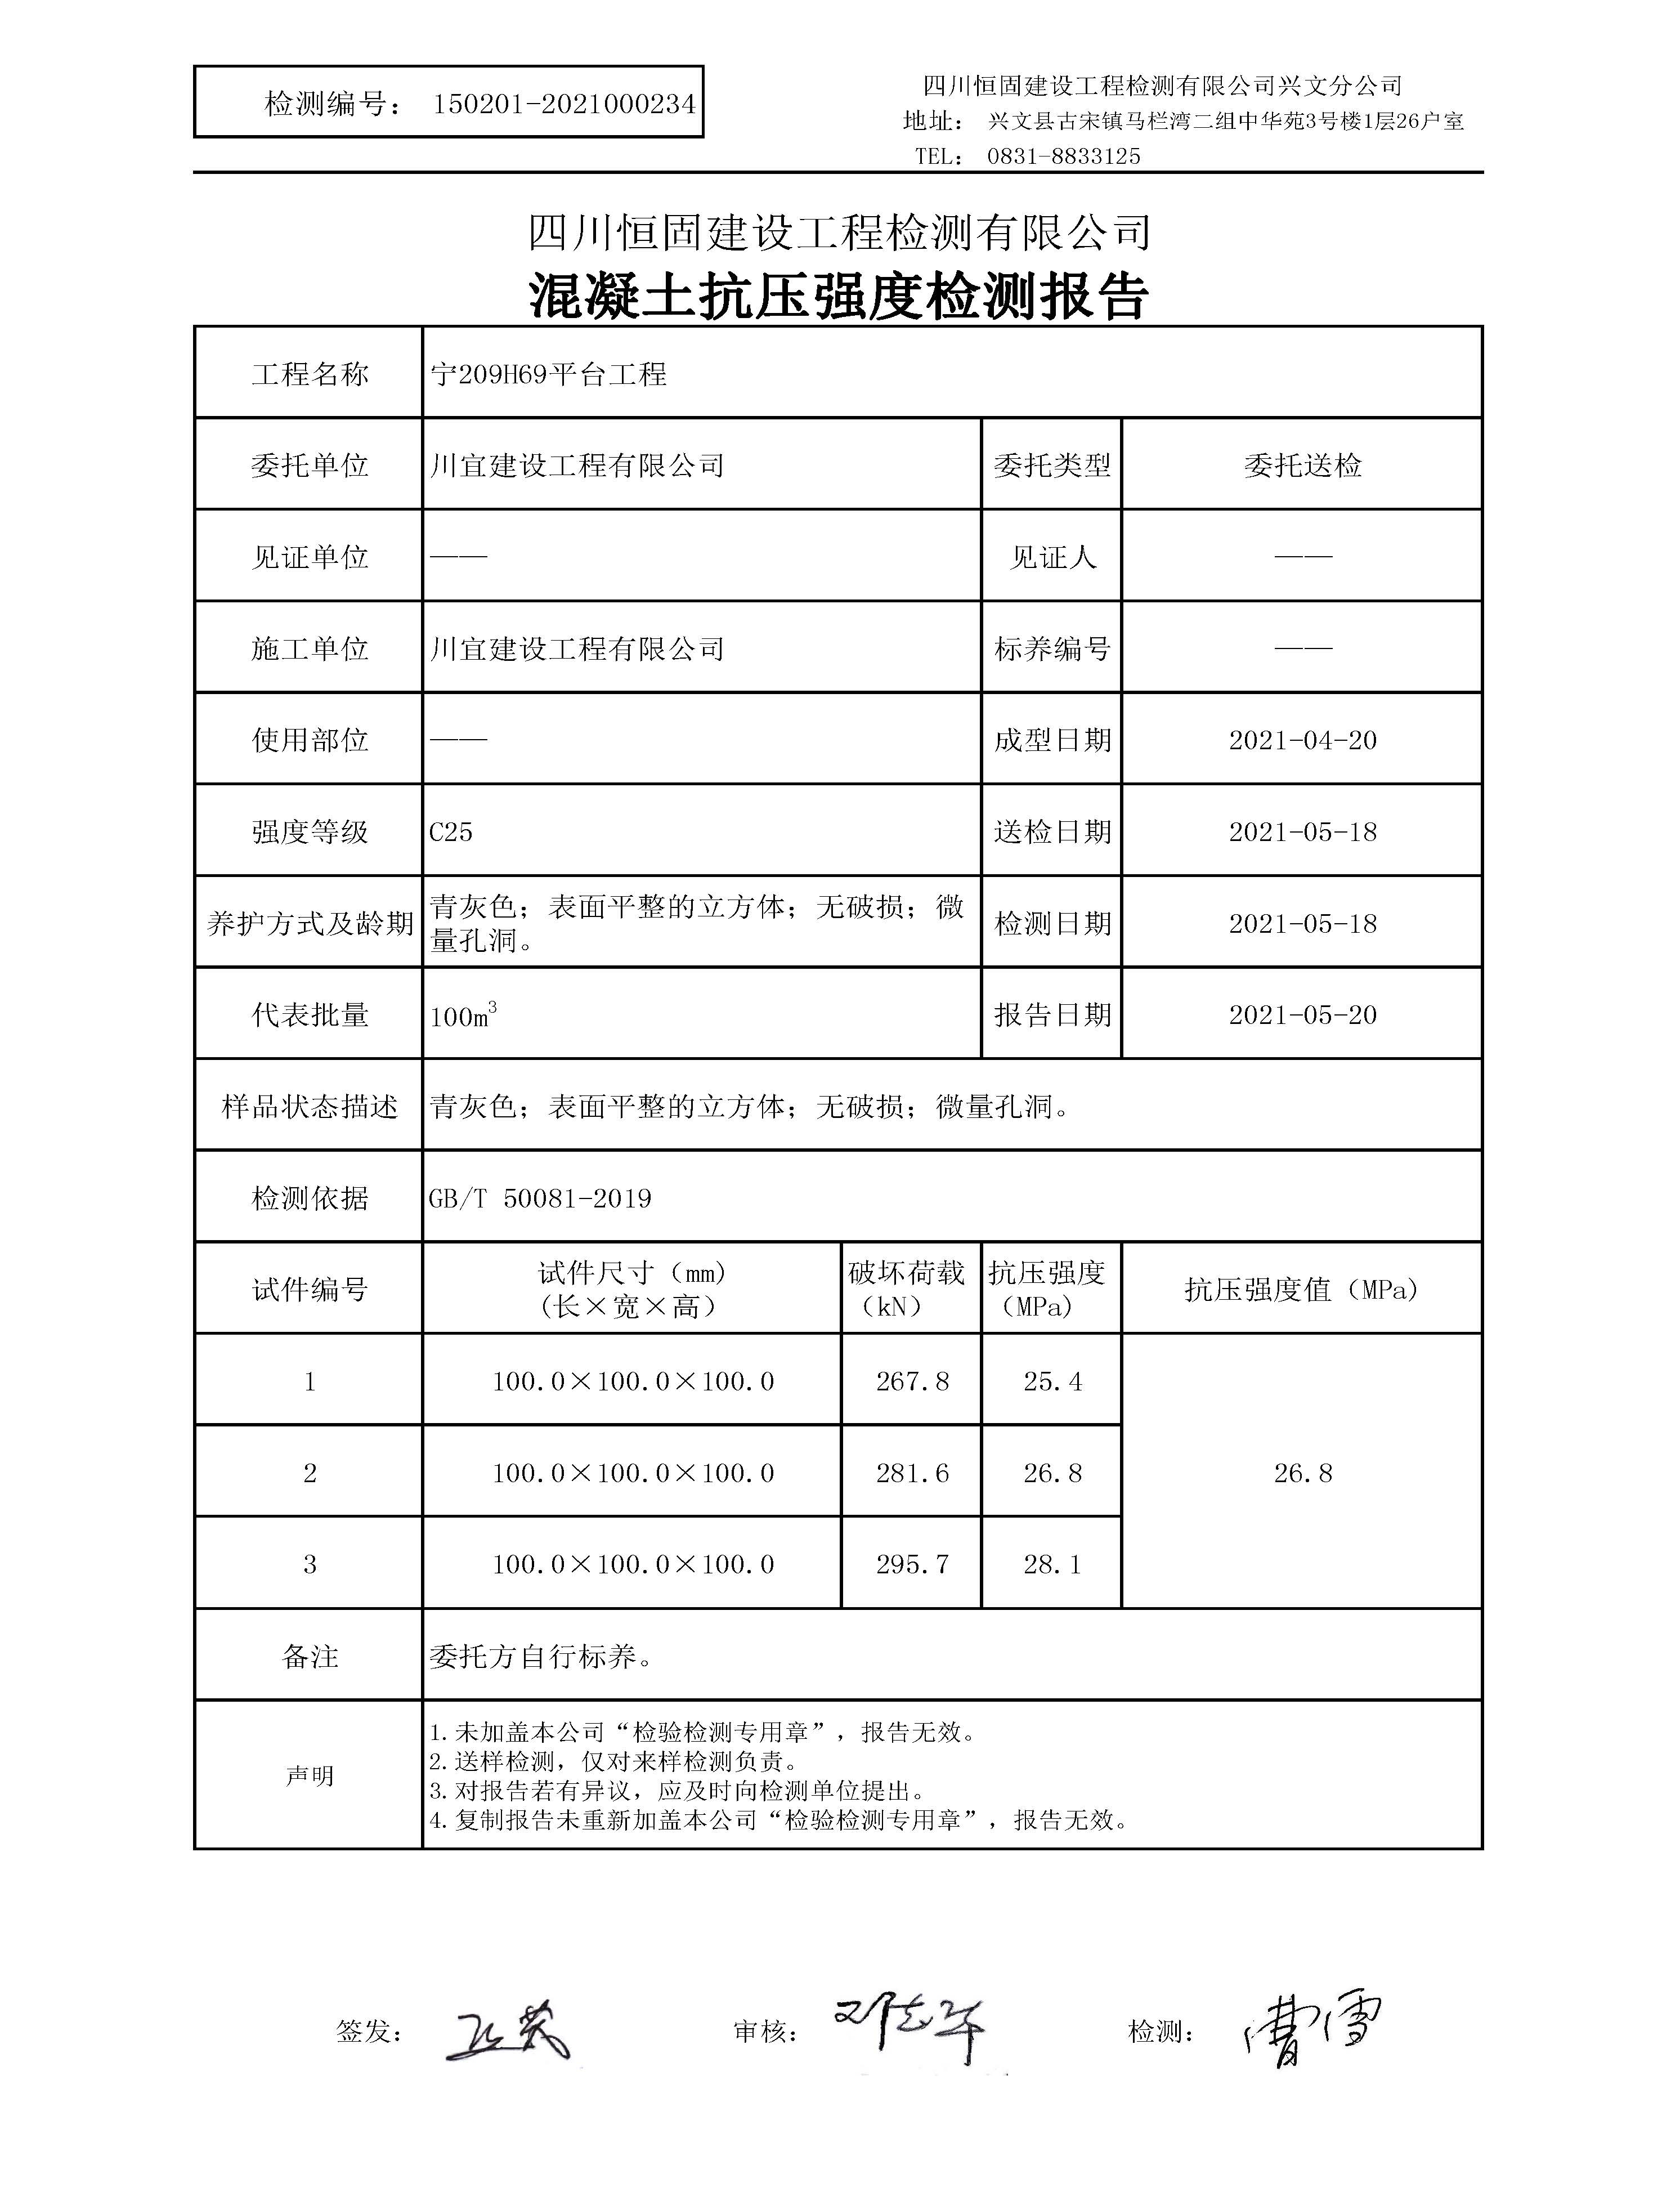 检测编号： 150201-2021000234
四川恒固建设工程检测有限公司兴文分公司
地址： 兴文县古宋镇马栏湾二组中华苑3号楼1层26户室
TEL： 0831-8833125
四川恒固建设工程检测有限公司
混凝土抗压强度检测报告
工程名称 宁209H69平台工程
委托单位 川宜建设工程有限公司 委托类型 委托送检
见证单位 —— 见证人 ——
施工单位 川宜建设工程有限公司 标养编号 ——
使用部位 —— 成型日期 2021-04-20
强度等级 C25 送检日期 2021-05-18
养护方式及龄期 青灰色；表面平整的立方体；无破损；微
量孔洞。 检测日期 2021-05-18
代表批量 100m³ 报告日期 2021-05-20
样品状态描述 青灰色；表面平整的立方体；无破损；微量孔洞。
检测依据 GB/T 50081-2019
试件编号 试件尺寸（mm)
(长×宽×高） 破坏荷载
（kN） 抗压强度
（MPa) 抗压强度值（MPa)
1 100.0×100.0×100.0 267.8 25.4
2 100.0×100.0×100.0 281.6 26.8 26.8
3 100.0×100.0×100.0 295.7 28.1
备注 委托方自行标养。
声明
1.未加盖本公司“检验检测专用章”，报告无效。
2.送样检测，仅对来样检测负责。
3.对报告若有异议，应及时向检测单位提出。
4.复制报告未重新加盖本公司“检验检测专用章”，报告无效。
签发： 审核： 邓志华 检测： 曹雪